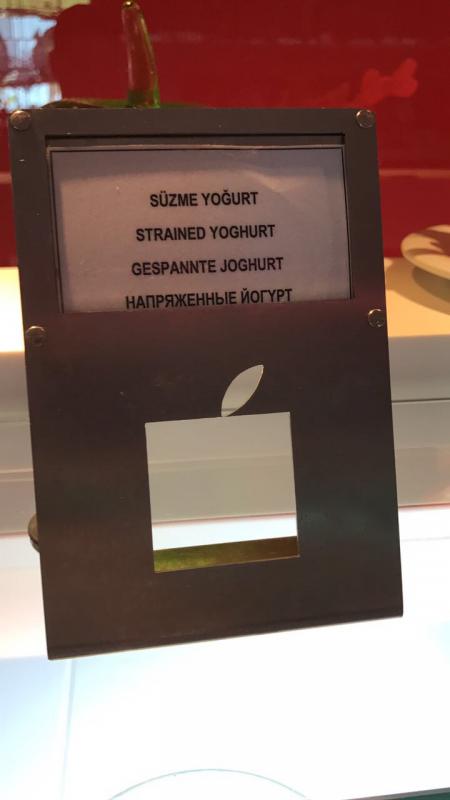 SÜZME YOĞURT
STRAINED YOGHURT
GESPANNTE JOGHURT
НАПРЯЖЕННЫЕ ЙОГУРТ